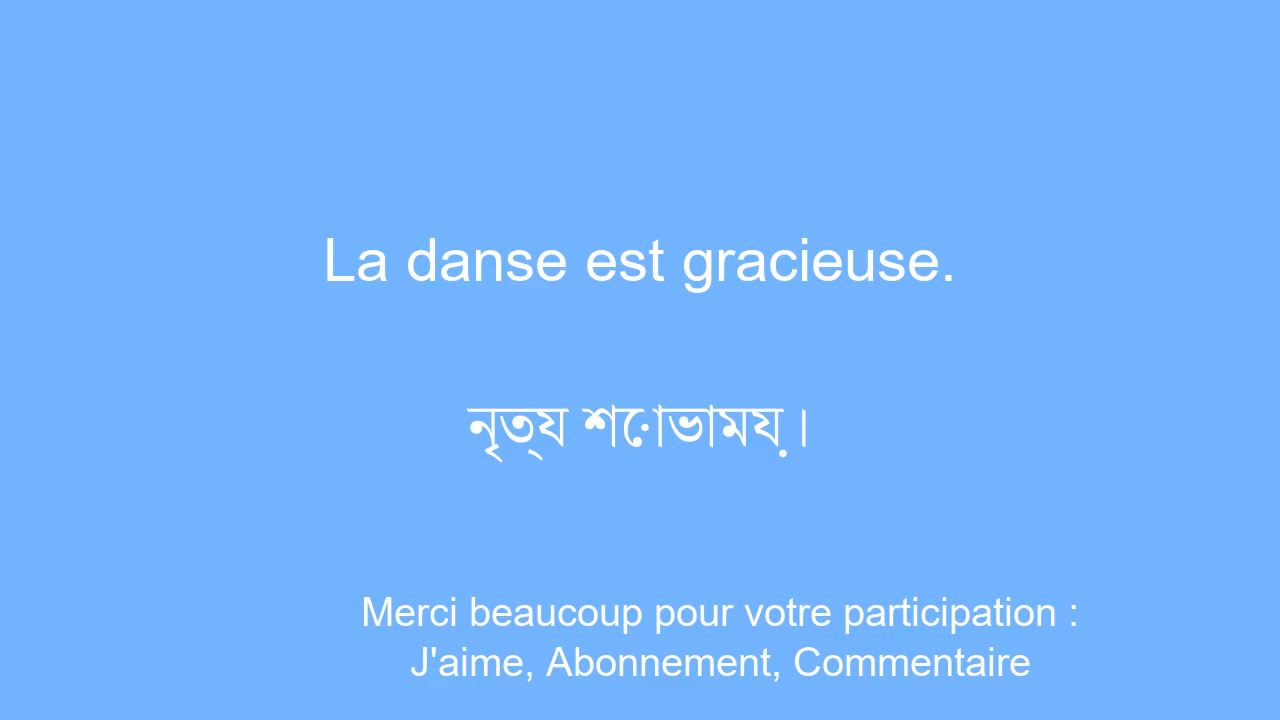 La danse est gracieuse.
নৃত্য শোভাময়।
Merci beaucoup pour votre participation :
J'aime, Abonnement, Commentaire